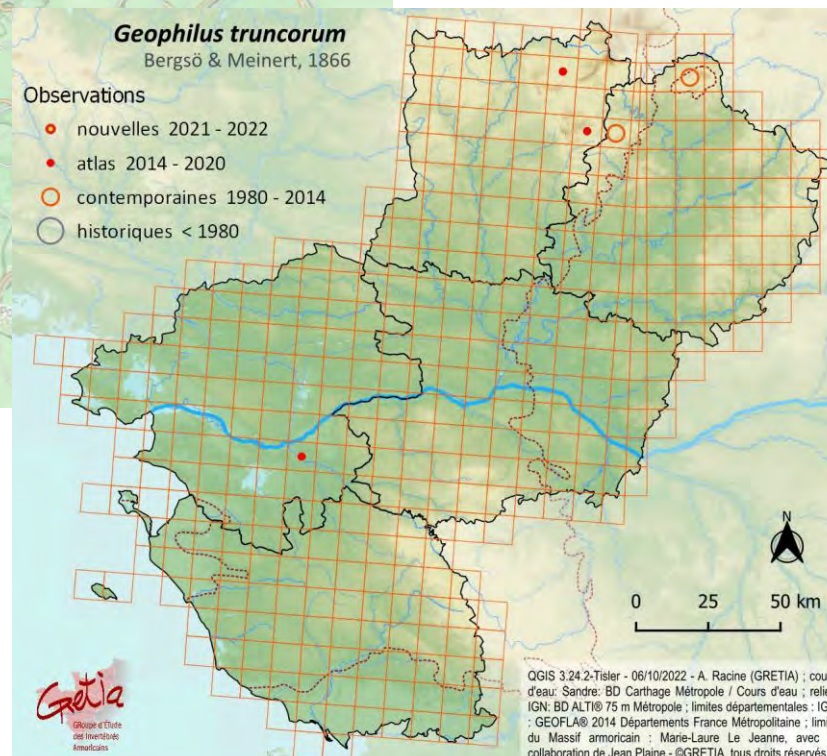 Geophilus truncorum
Bergsö & Meinert, 1866
Observations
nouvelles 2021 - 2022
atlas 2014 - 2020
contemporaines 1980 - 2014
historiques < 1980
N
0 25 50 km
Gretia
GRoupe d'ETude
des Invertébrés
Armoricains
QGIS 3.24.2-Tisler - 06/10/2022 - A. Racine (GRETIA) ; cou
d'eau: Sandre: BD Carthage Métropole / Cours d'eau ; relie
IGN: BD ALTI® 75 m Métropole ; limites départementales : IG
: GEOFLA® 2014 Départements France Métropolitaine ; limi
du Massif armoricain : Marie-Laure Le Jeanne, avec
collaboration de Jean Plaine - ©GRETIA, tous droits réservés